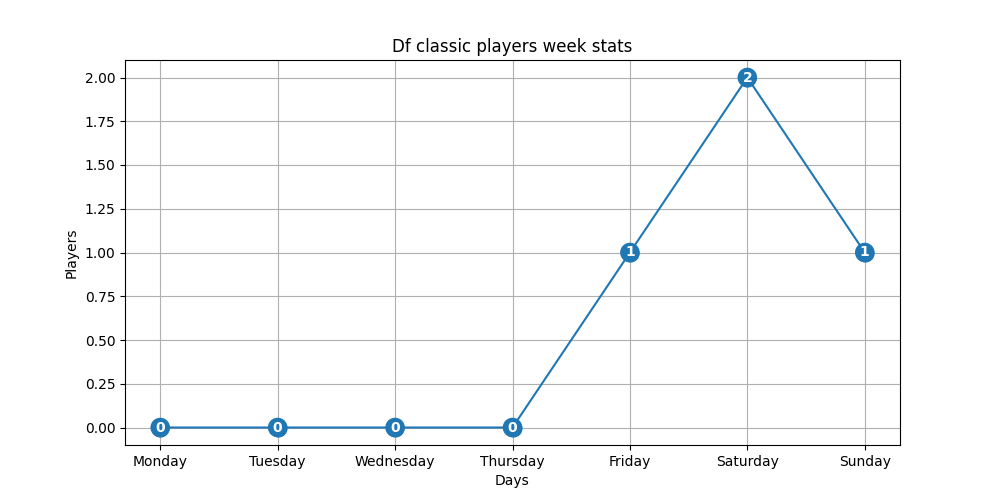 Df classic players week stats
2.00
1.75
1.50
1.25
1.00
0.75
0.50
0.25
0.00
Players
0 0 0 0 1 2 1
Monday Tuesday Wednesday Thursday Friday Saturday Sunday
Days